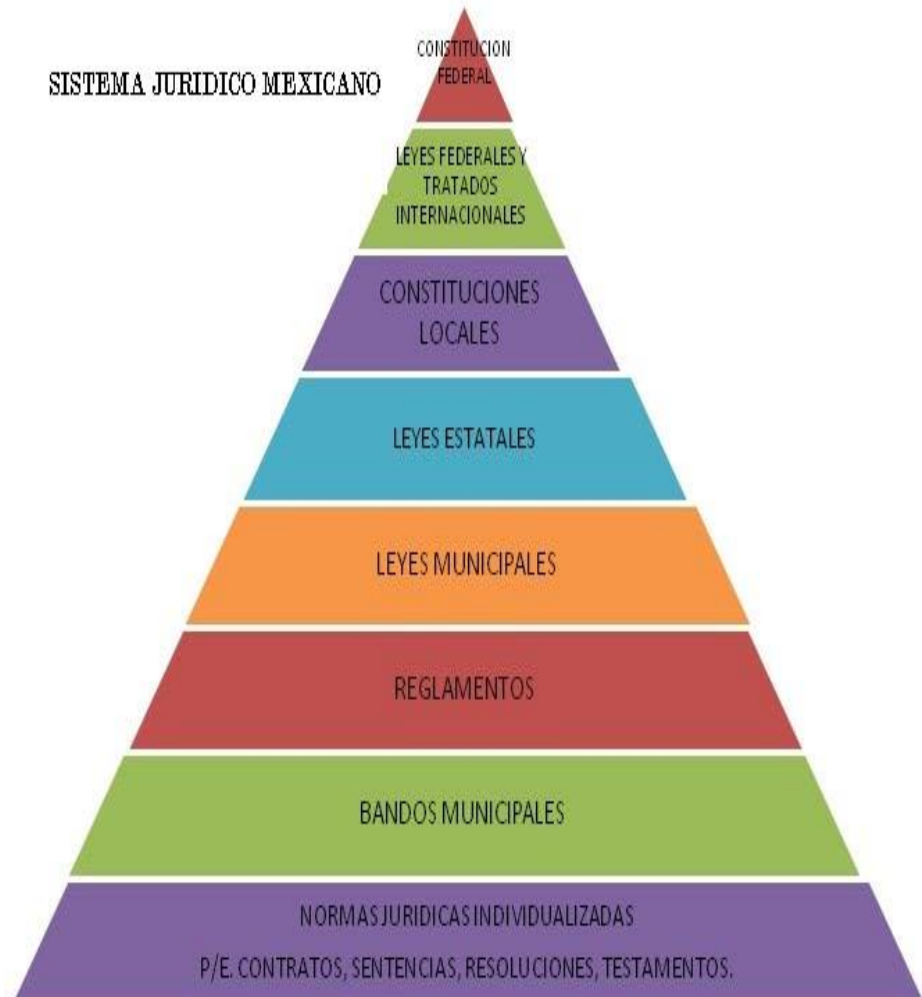 SISTEMA JURIDICO MEXICANO
CONSTITUCION
FEDERAL
LEYES FEDERALES Y
TRATADOS
INTERNACIONALES
CONSTITUCIONES
LOCALES
LEYES ESTATALES
LEYES MUNICIPALES
REGLAMENTOS
BANDOS MUNICIPALES
NORMAS JURIDICAS INDIVIDUALIZADAS
P/E. CONTRATOS, SENTENCIAS, RESOLUCIONES, TESTAMENTOS.